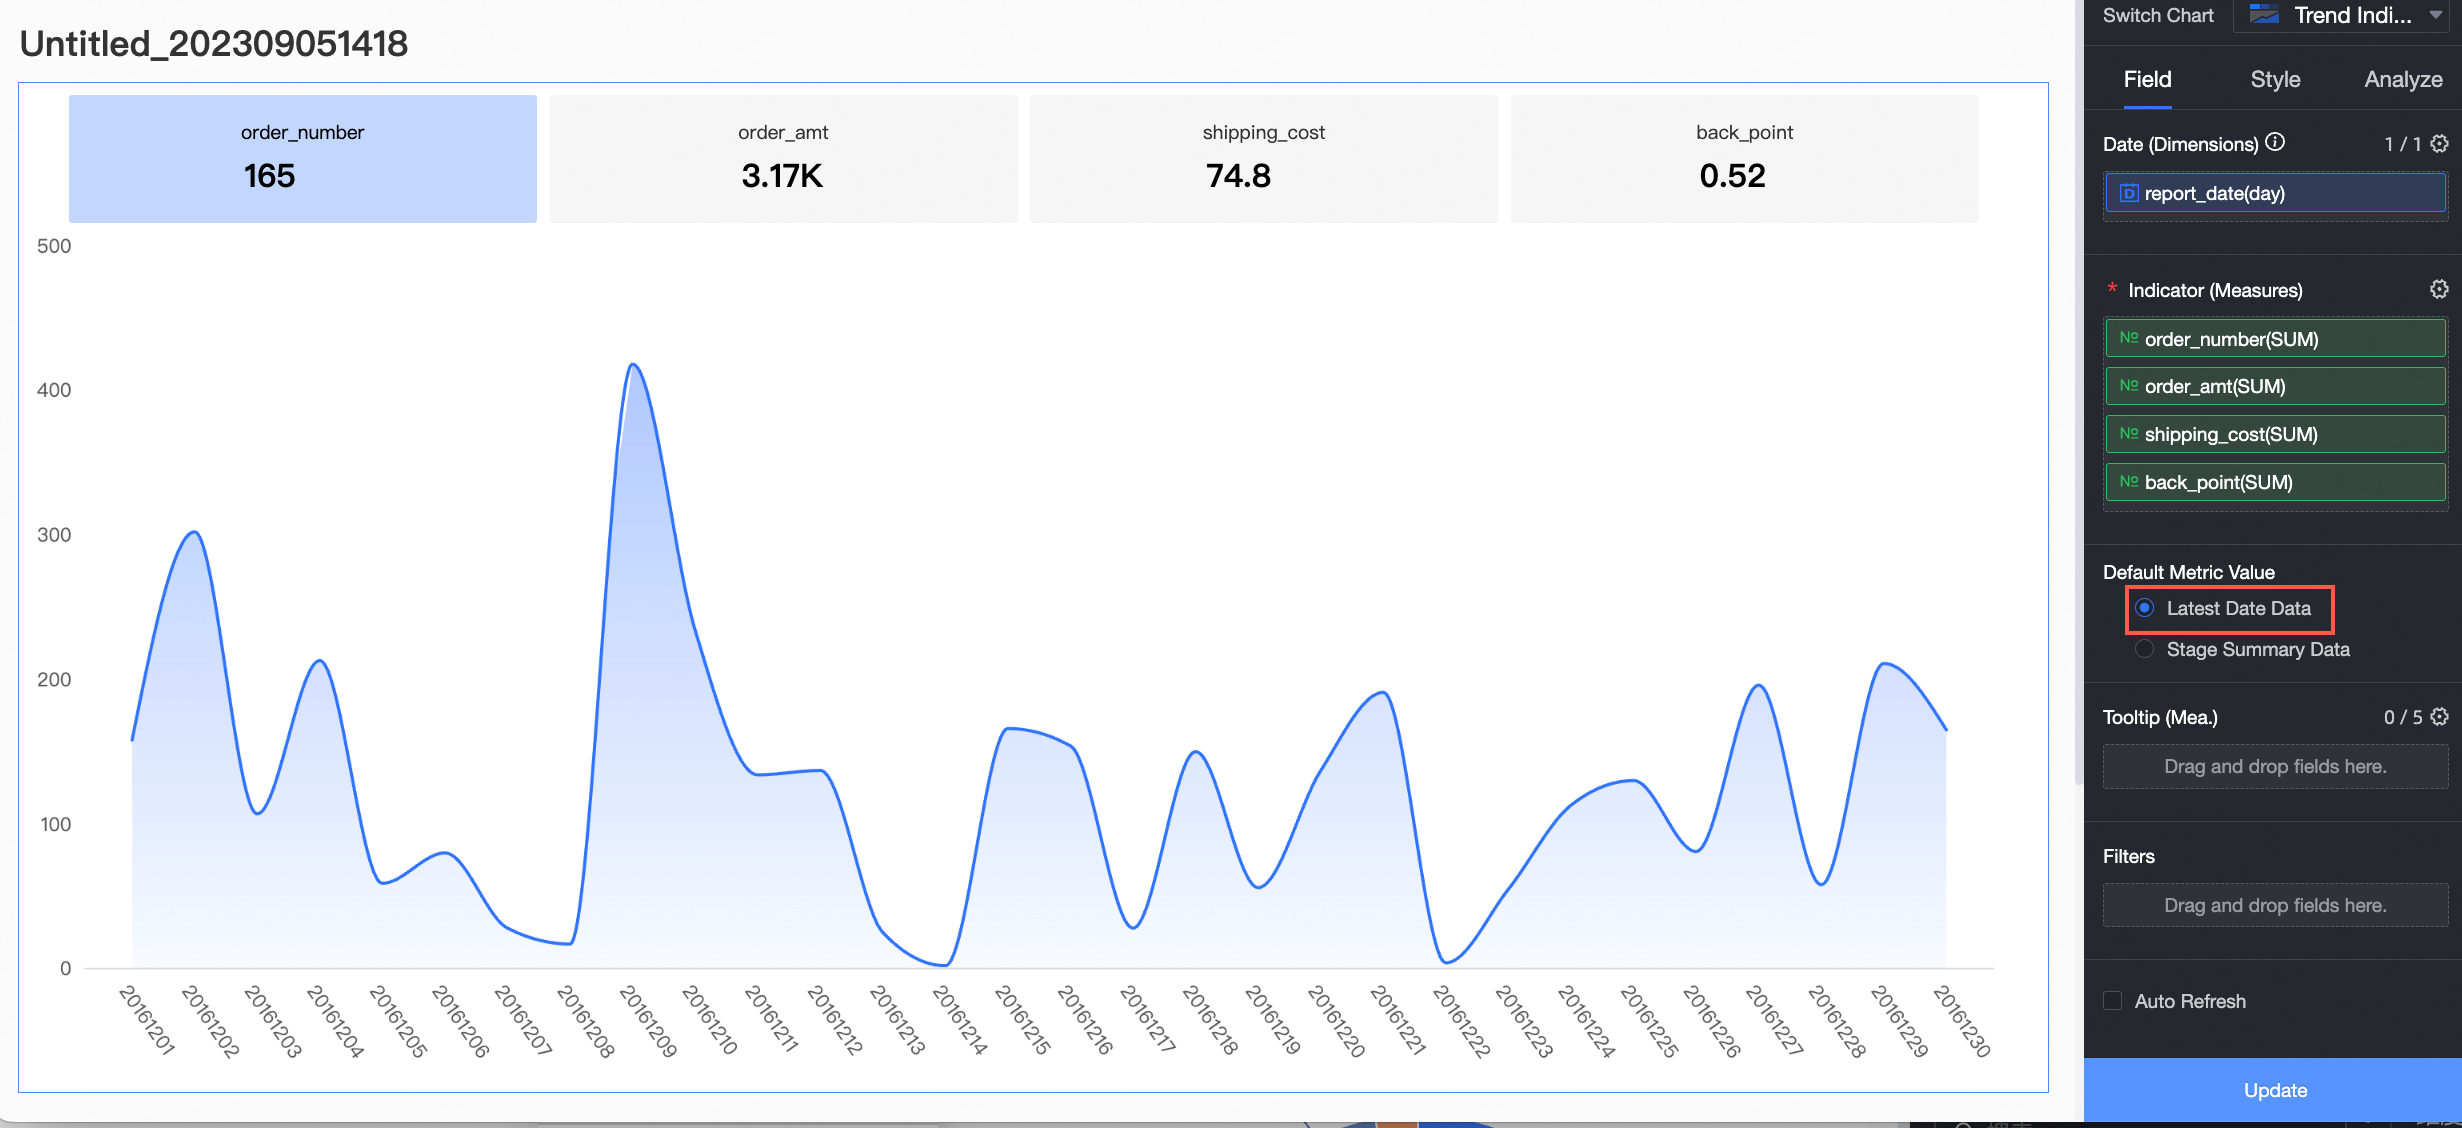 Untitled_202309051418
order_number
165
order_amt
3.17K
shipping_cost
74.8
back_point
0.52
500
400
300
200
100
0
20161201
20161202
20161203
20161204
20161205
20161206
20161207
20161208
20161209
20161210
20161211
20161212
20161213
20161214
20161215
20161216
20161217
20161218
20161219
20161220
20161221
20161222
20161223
20161224
20161225
20161226
20161227
20161228
20161229
20161230
Switch Chart
Trend Indi...
Field
Style
Analyze
Date (Dimensions)
1 / 1
D report_date(day)
* Indicator (Measures)
№ order_number(SUM)
№ order_amt(SUM)
№ shipping_cost(SUM)
№ back_point(SUM)
Default Metric Value
Latest Date Data
Stage Summary Data
Tooltip (Mea.)
0 / 5
Drag and drop fields here.
Filters
Drag and drop fields here.
Auto Refresh
Update